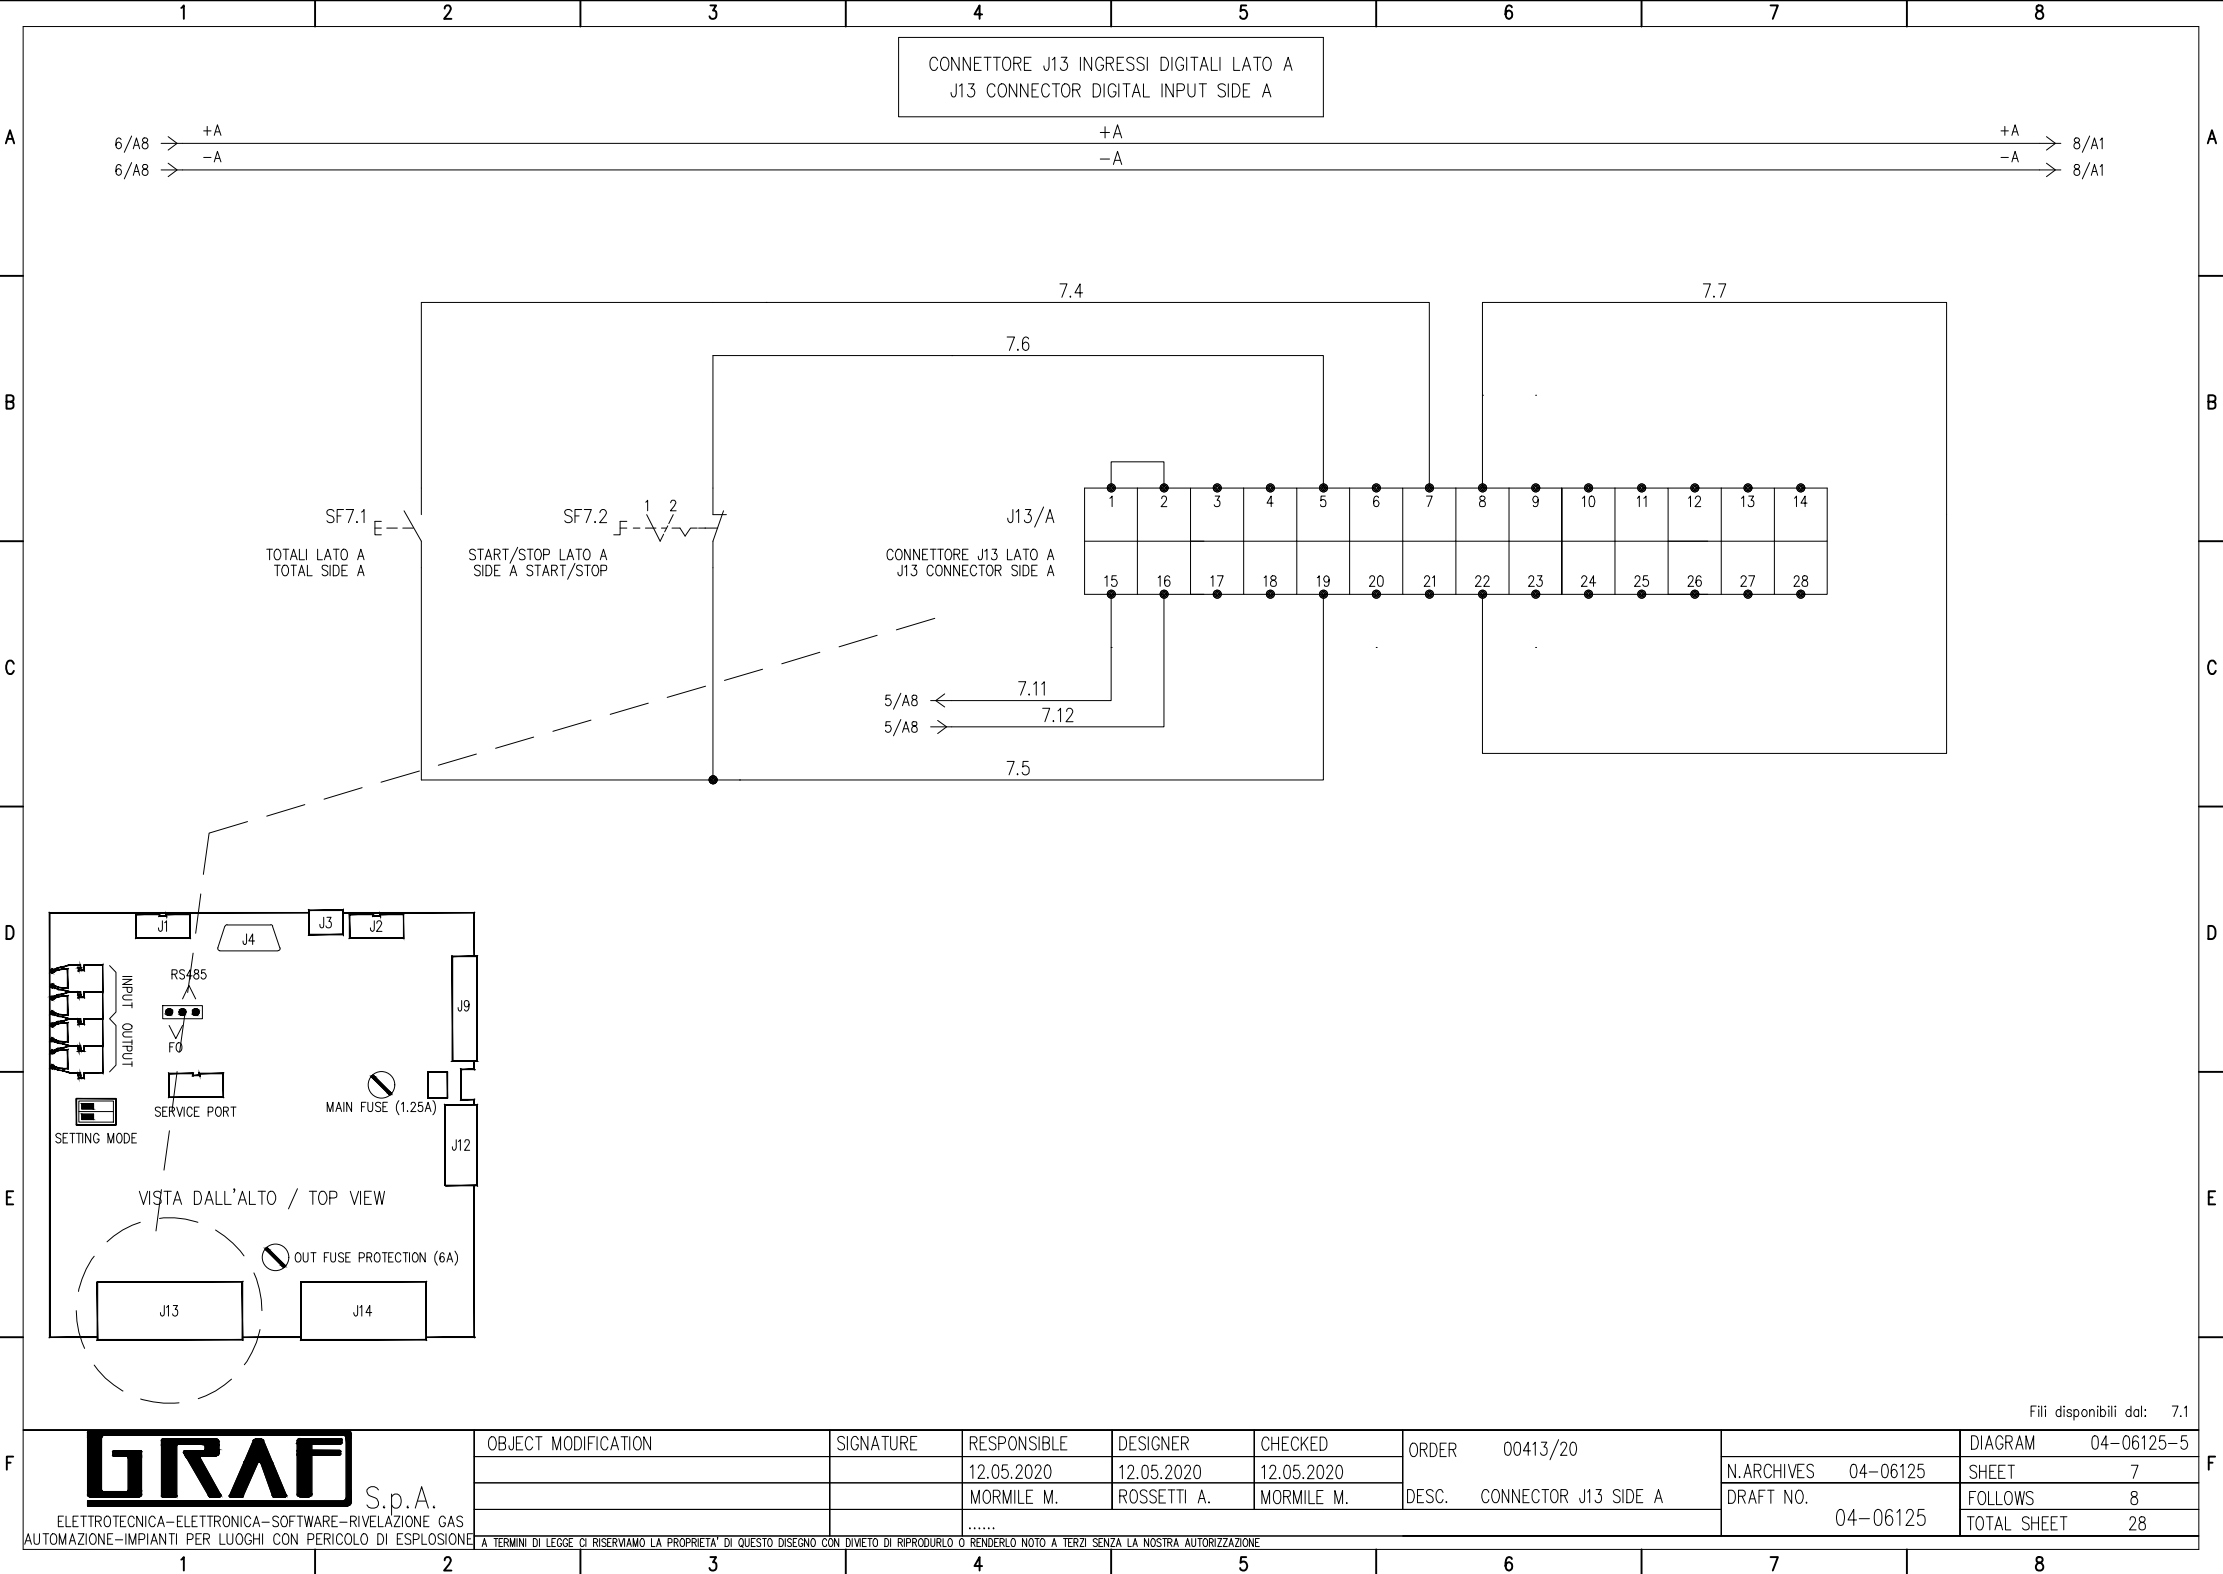 1 2 3 4 5 6 7 8
CONNETTORE J13 INGRESSI DIGITALI LATO A
J13 CONNECTOR DIGITAL INPUT SIDE A
A A
6/A8 +A +A +A 8/A1
6/A8 -A -A -A 8/A1
7.4 7.7
7.6
B B
1 2 3 4 5 6 7 8 9 10 11 12 13 14
SF7.1 SF7.2 1 2 J13/A
TOTALI LATO A
TOTAL SIDE A
START/STOP LATO A
SIDE A START/STOP
CONNETTORE J13 LATO A
J13 CONNECTOR SIDE A
15 16 17 18 19 20 21 22 23 24 25 26 27 28
C C
5/A8 7.11
5/A8 7.12
7.5
D D
J1 J4 J3 J2
RS485
INPUT OUTPUT
J9
FO
SERVICE PORT
MAIN FUSE (1.25A)
SETTING MODE
J12
E E
VISTA DALL'ALTO / TOP VIEW
OUT FUSE PROTECTION (6A)
J13 J14
Fili disponibili dal: 7.1
F F
GRAF S.p.A.
ELETTROTECNICA-ELETTRONICA-SOFTWARE-RIVELAZIONE GAS
AUTOMAZIONE-IMPIANTI PER LUOGHI CON PERICOLO DI ESPLOSIONE
OBJECT MODIFICATION SIGNATURE RESPONSIBLE DESIGNER CHECKED
12.05.2020 12.05.2020 12.05.2020
MORMILE M. ROSSETTI A. MORMILE M.
......
A TERMINI DI LEGGE CI RISERVIAMO LA PROPRIETA' DI QUESTO DISEGNO CON DIVIETO DI RIPRODURLO O RENDERLO NOTO A TERZI SENZA LA NOSTRA AUTORIZZAZIONE
ORDER 00413/20
DESC. CONNECTOR J13 SIDE A
N.ARCHIVES 04-06125
DRAFT NO.
04-06125
DIAGRAM 04-06125-5
SHEET 7
FOLLOWS 8
TOTAL SHEET 28
1 2 3 4 5 6 7 8